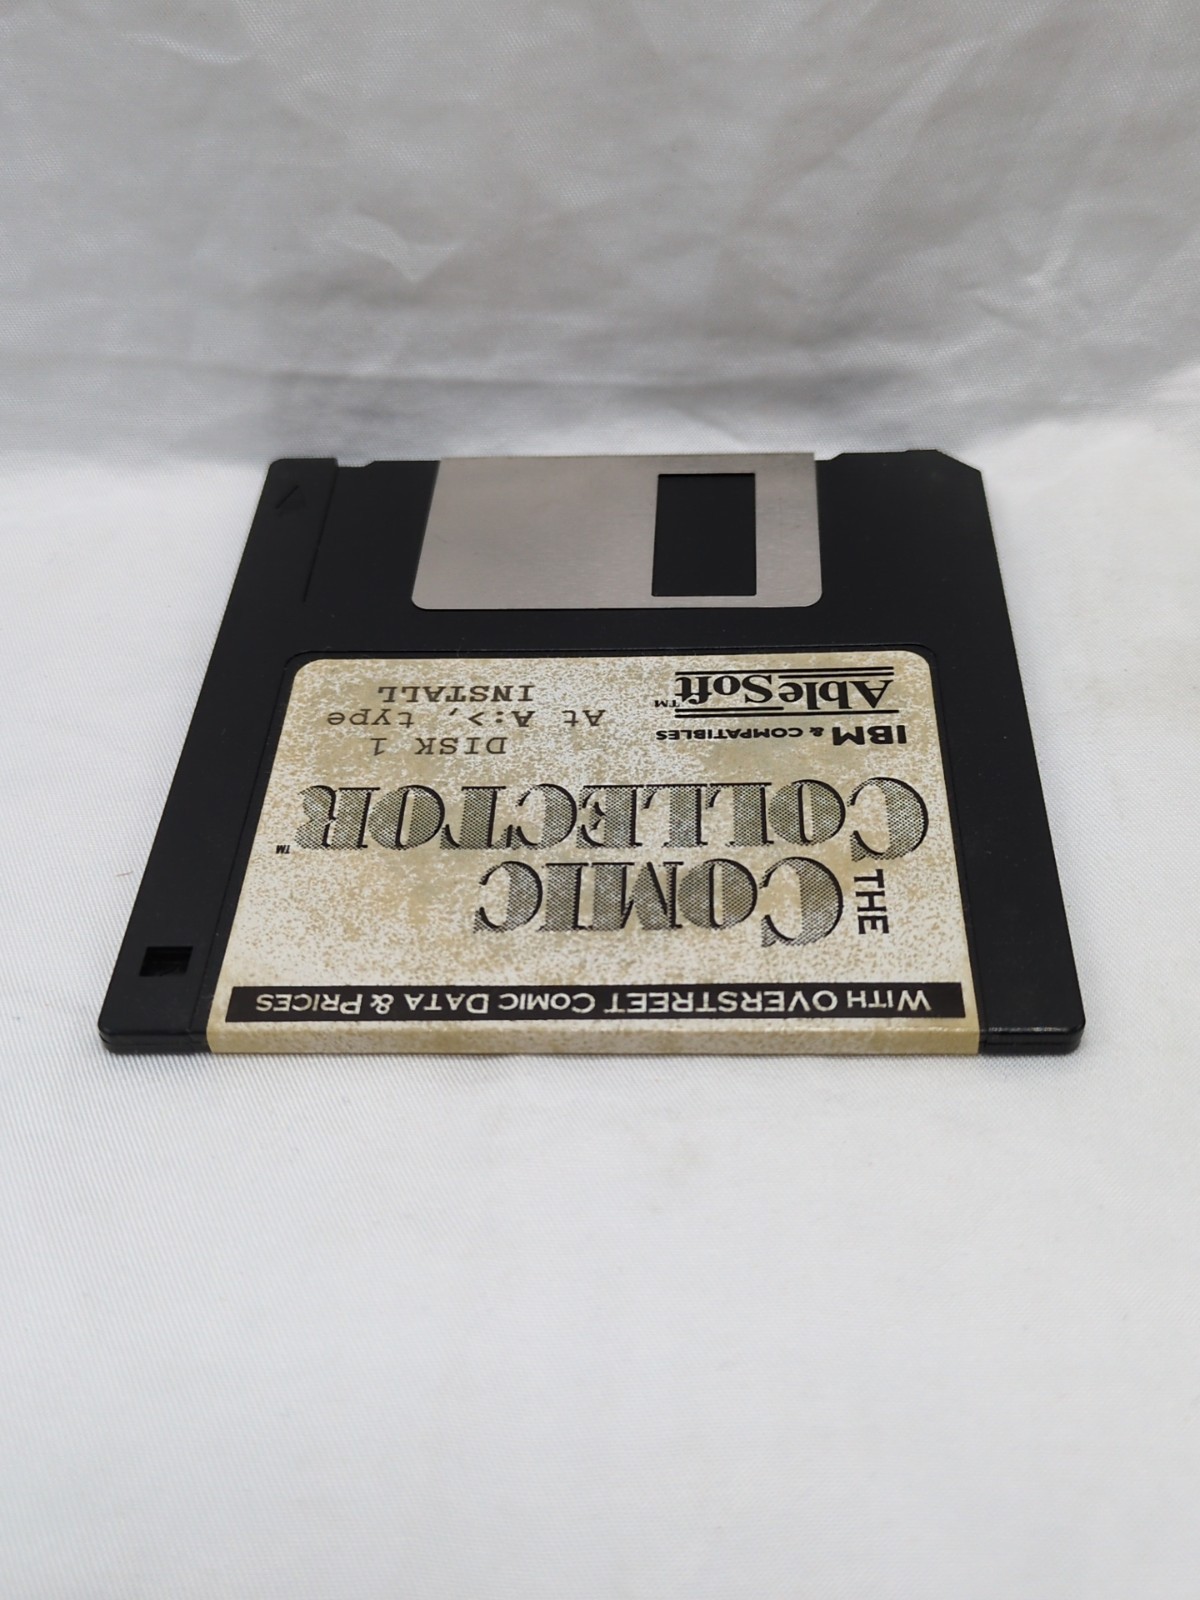 WITH OVERSTREET COMIC DATA & PRICES
THE COMIC
COLLECTOR™
IBM & COMPATIBLES
AbleSoft™
DISK 1
At A:>, type
INSTALL